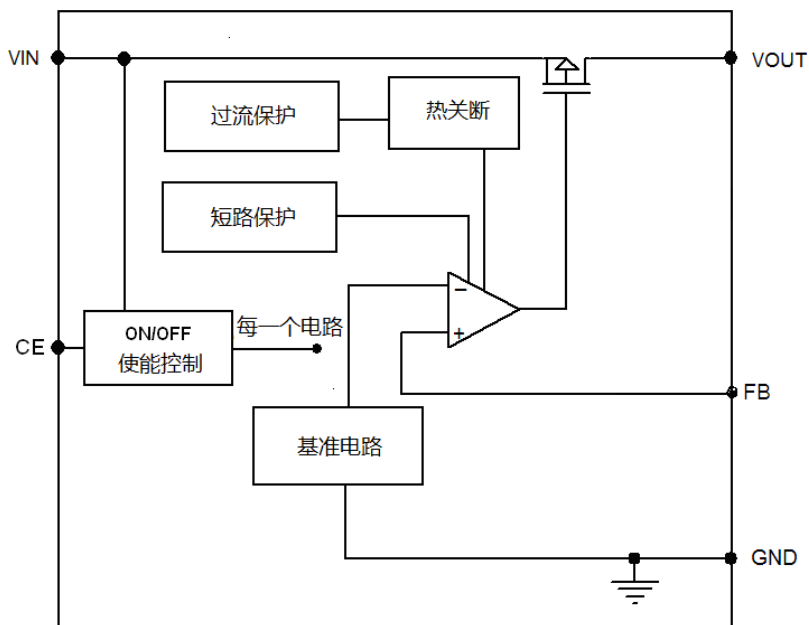 VIN
VOUT
过流保护
热关断
短路保护
−
+
ON/OFF
使能控制
每一个电路
CE
FB
基准电路
GND